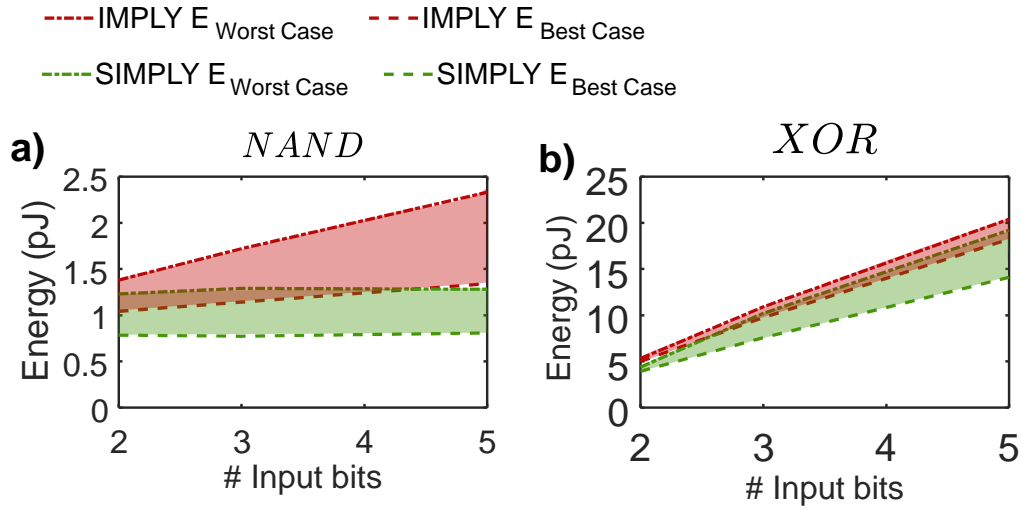 IMPLY E Worst Case IMPLY E Best Case
SIMPLY E Worst Case SIMPLY E Best Case
a) NAND
2.5
2
1.5
1
0.5
0
Energy (pJ)
2 3 4 5
# Input bits
b) XOR
25
20
15
10
5
0
Energy (pJ)
2 3 4 5
# Input bits